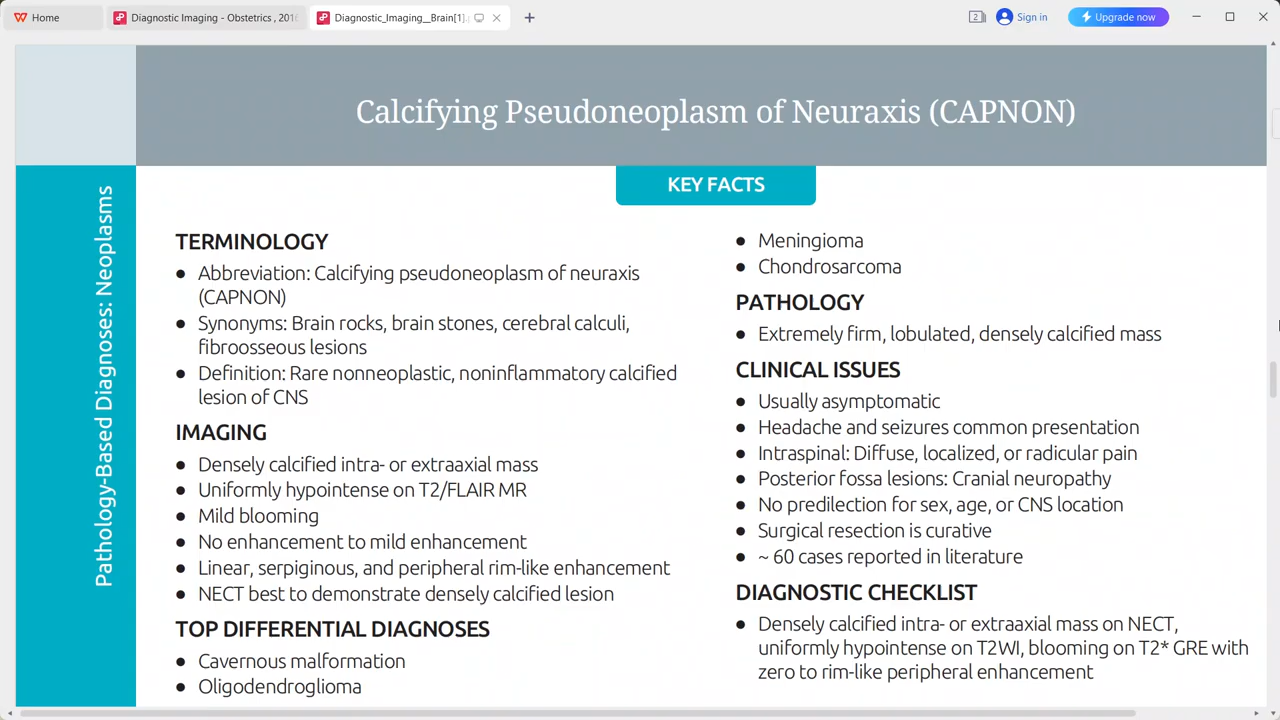 Home
Diagnostic Imaging - Obstetrics , 2016
Diagnostic_Imaging__Brain[1].p
2
Sign in
Upgrade now
Calcifying Pseudoneoplasm of Neuraxis (CAPNON)
Pathology-Based Diagnoses: Neoplasms
KEY FACTS
TERMINOLOGY
● Abbreviation: Calcifying pseudoneoplasm of neuraxis
(CAPNON)
● Synonyms: Brain rocks, brain stones, cerebral calculi,
fibroosseous lesions
● Definition: Rare nonneoplastic, noninflammatory calcified
lesion of CNS
IMAGING
● Densely calcified intra- or extraaxial mass
● Uniformly hypointense on T2/FLAIR MR
● Mild blooming
● No enhancement to mild enhancement
● Linear, serpiginous, and peripheral rim-like enhancement
● NECT best to demonstrate densely calcified lesion
TOP DIFFERENTIAL DIAGNOSES
● Cavernous malformation
● Oligodendroglioma
● Meningioma
● Chondrosarcoma
PATHOLOGY
● Extremely firm, lobulated, densely calcified mass
CLINICAL ISSUES
● Usually asymptomatic
● Headache and seizures common presentation
● Intraspinal: Diffuse, localized, or radicular pain
● Posterior fossa lesions: Cranial neuropathy
● No predilection for sex, age, or CNS location
● Surgical resection is curative
● ~ 60 cases reported in literature
DIAGNOSTIC CHECKLIST
● Densely calcified intra- or extraaxial mass on NECT,
uniformly hypointense on T2WI, blooming on T2* GRE with
zero to rim-like peripheral enhancement